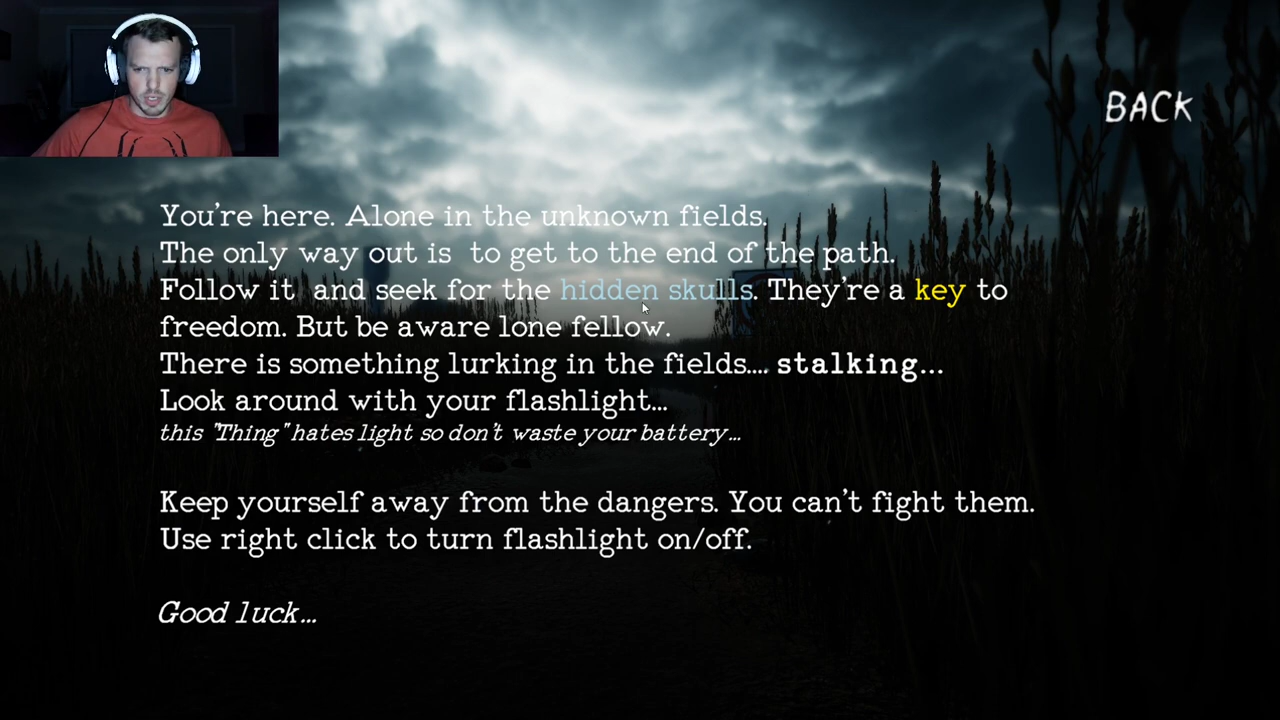 BACK
You're here. Alone in the unknown fields.
The only way out is to get to the end of the path.
Follow it and seek for the hidden skulls. They're a key to
freedom. But be aware lone fellow.
There is something lurking in the fields.... stalking...
Look around with your flashlight...
this "Thing" hates light so don't waste your battery...
Keep yourself away from the dangers. You can't fight them.
Use right click to turn flashlight on/off.
Good luck...